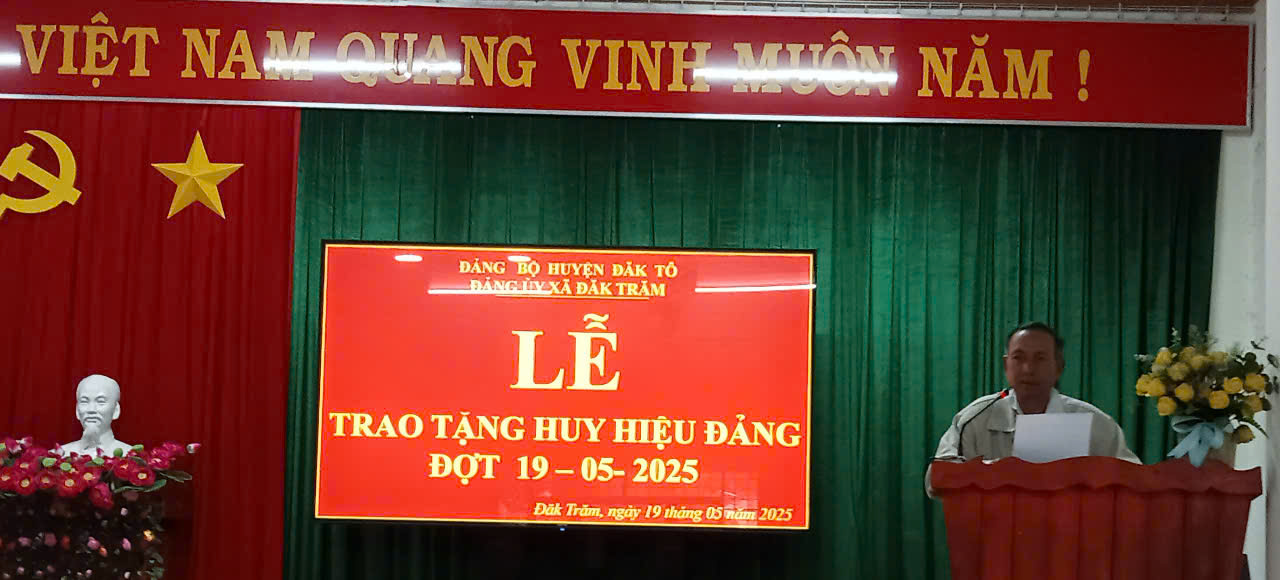 VIỆT NAM QUANG VINH MUÔN NĂM !
ĐẢNG BỘ HUYỆN ĐĂK TÔ
ĐẢNG ỦY XÃ ĐĂK TRĂM
LỄ
TRAO TẶNG HUY HIỆU ĐẢNG
ĐỢT 19 – 05- 2025
Đăk Trăm, ngày 19 tháng 05 năm 2025